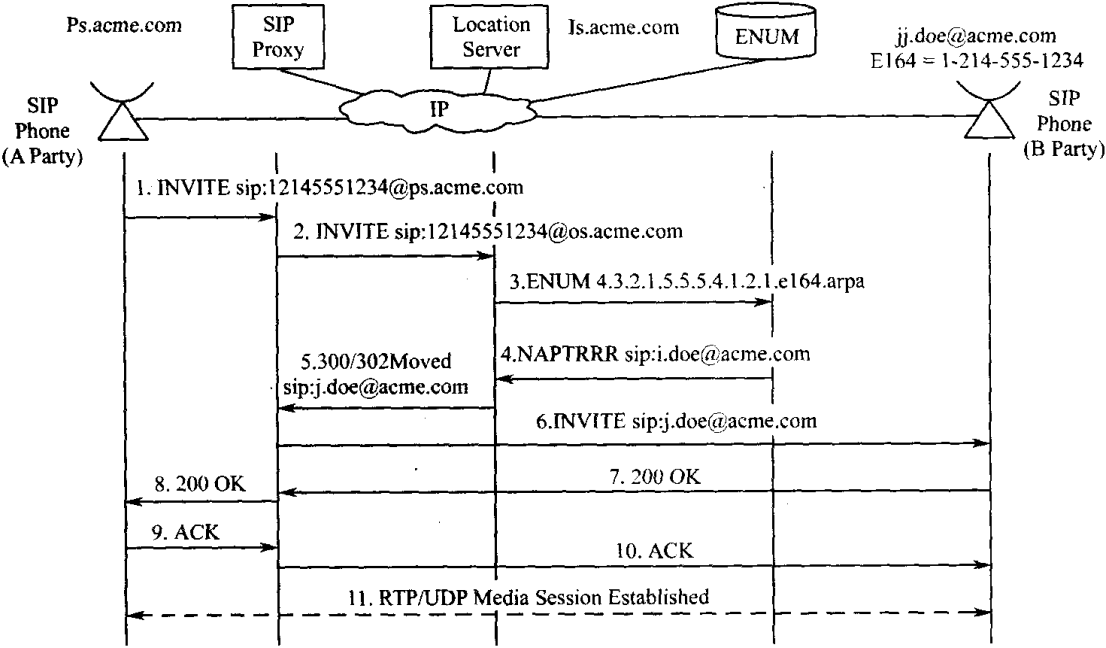 Ps.acme.com
SIP
Proxy
Location
Server
Js.acme.com
ENUM
jj.doe@acme.com
E164 = 1-214-555-1234
SIP
Phone
(A Party)
IP
SIP
Phone
(B Party)
1. INVITE sip:12145551234@ps.acme.com
2. INVITE sip:12145551234@os.acme.com
3.ENUM 4.3.2.1.5.5.5.4.1.2.1.e164.arpa
4.NAPTRRR sip:i.doe@acme.com
5.300/302Moved
sip:j.doe@acme.com
6.INVITE sip:j.doe@acme.com
7. 200 OK
8. 200 OK
9. ACK
10. ACK
11. RTP/UDP Media Session Established